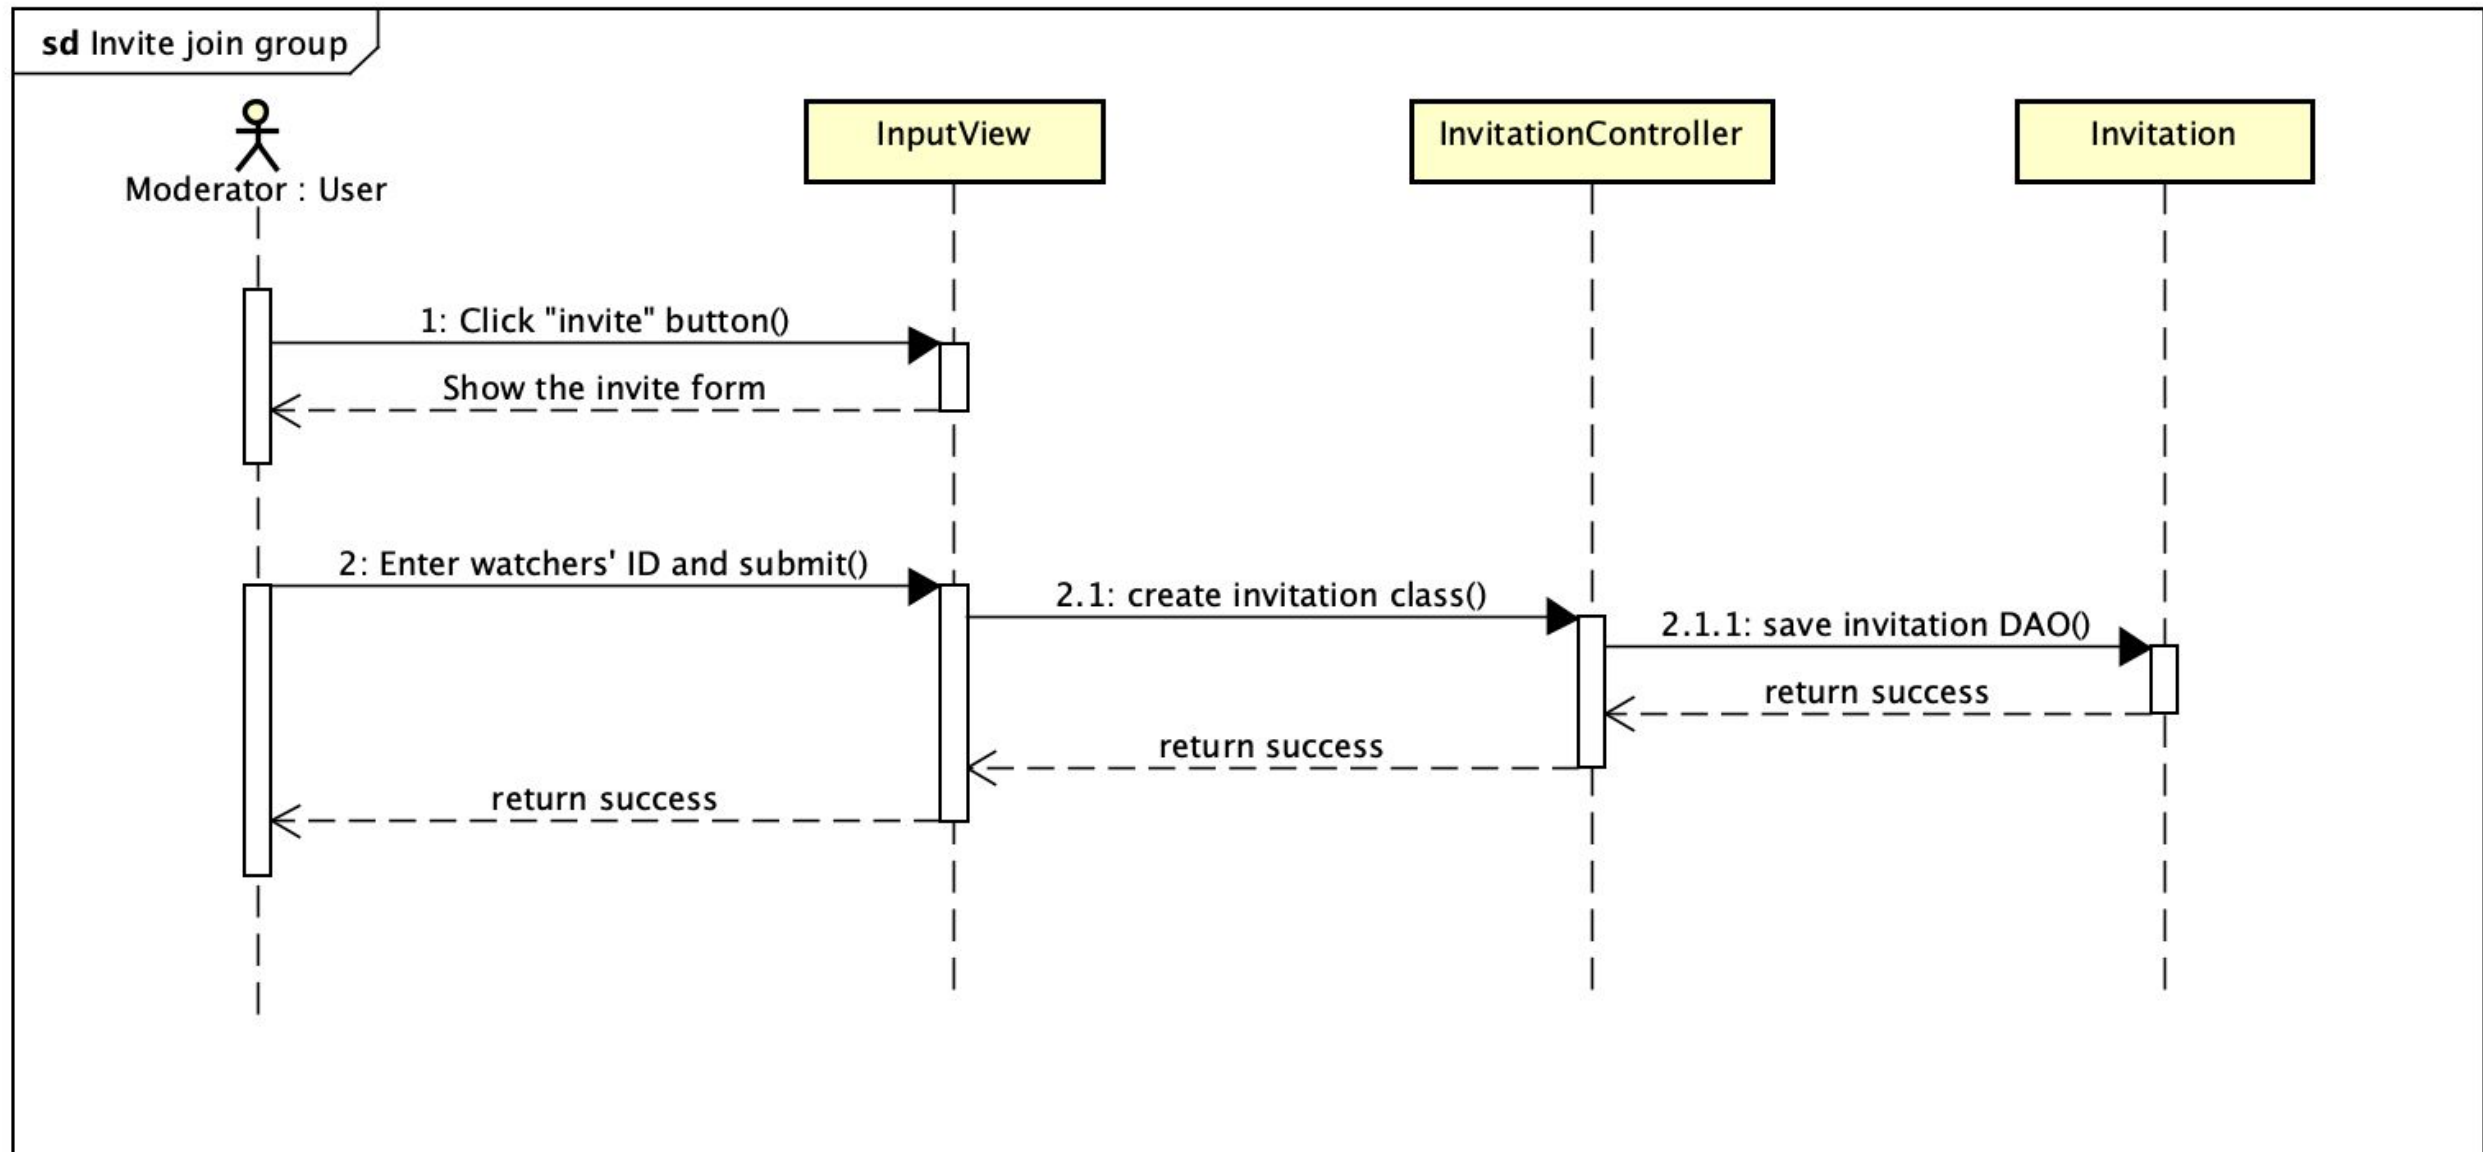 sd Invite join group
Moderator : User
InputView
InvitationController
Invitation
1: Click "invite" button()
Show the invite form
2: Enter watchers' ID and submit()
2.1: create invitation class()
2.1.1: save invitation DAO()
return success
return success
return success